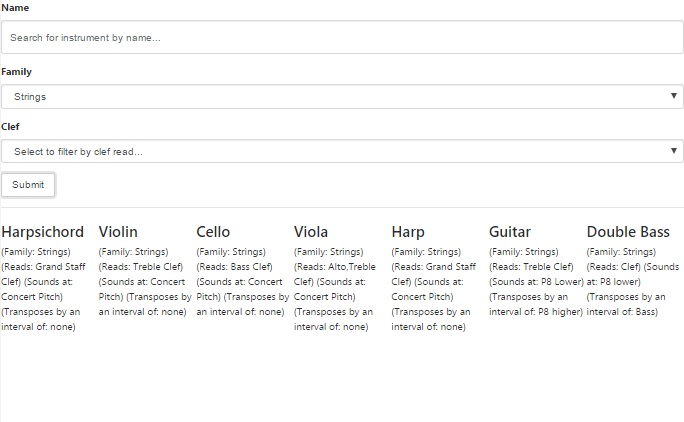 Name
Search for instrument by name...
Family
Strings
Clef
Select to filter by clef read...
Submit
Harpsichord
(Family: Strings)
(Reads: Grand Staff
Clef) (Sounds at:
Concert Pitch)
(Transposes by an
interval of: none)
Violin
(Family: Strings)
(Reads: Treble Clef)
(Sounds at: Concert
Pitch) (Transposes by
an interval of: none)
Cello
(Family: Strings)
(Reads: Bass Clef)
(Sounds at: Concert
Pitch) (Transposes by
an interval of: none)
Viola
(Family: Strings)
(Reads: Alto,Treble
Clef) (Sounds at:
Concert Pitch)
(Transposes by an
interval of: none)
Harp
(Family: Strings)
(Reads: Grand Staff
Clef) (Sounds at:
Concert Pitch)
(Transposes by an
interval of: none)
Guitar
(Family: Strings)
(Reads: Treble Clef)
(Sounds at: P8 Lower)
(Transposes by an
interval of: P8 higher)
Double Bass
(Family: Strings)
(Reads: Clef) (Sounds
at: P8 lower)
(Transposes by an
interval of: Bass)